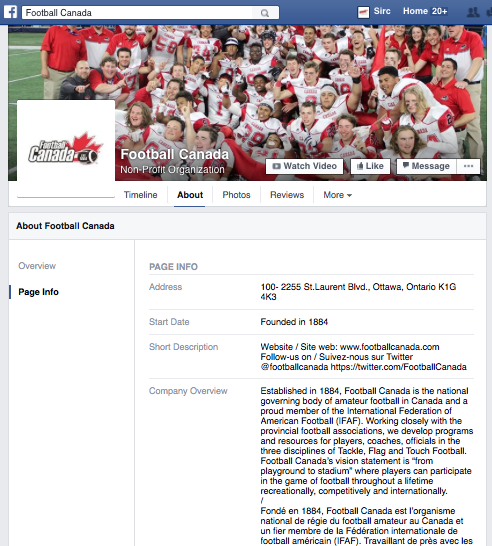 Football Canada
Sirc
Home 20+
Football Canada
Football Canada
Non-Profit Organization
Watch Video
Like
Message
Timeline
About
Photos
Reviews
More
About Football Canada
Overview
Page Info
PAGE INFO
Address
100- 2255 St.Laurent Blvd., Ottawa, Ontario K1G
4K3
Start Date
Founded in 1884
Short Description
Website / Site web: www.footballcanada.com
Follow-us on / Suivez-nous sur Twitter
@footballcanada https://twitter.com/FootballCanada
Company Overview
Established in 1884, Football Canada is the national
governing body of amateur football in Canada and a
proud member of the International Federation of
American Football (IFAF). Working closely with the
provincial football associations, we develop programs
and resources for players, coaches, officials in the
three disciplines of Tackle, Flag and Touch Football.
Football Canada's vision statement is "from
playground to stadium" where players can participate
in the game of football throughout a lifetime
recreationally, competitively and internationally.
/
Fondé en 1884, Football Canada est l'organisme
national de régie du football amateur au Canada et
un fier membre de la Fédération internationale de
football américain (IFAF). Travaillant de près avec les